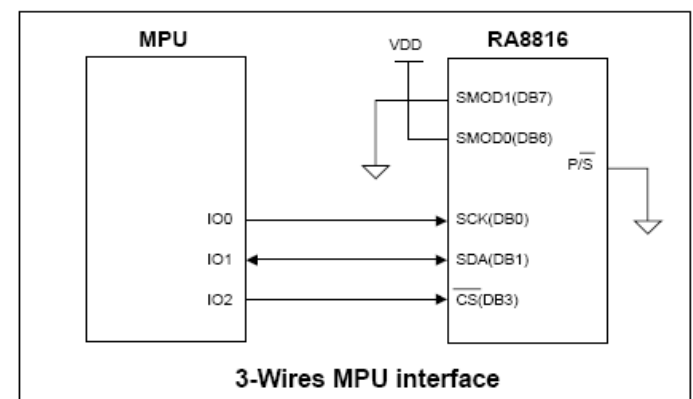 MPU
VDD
RA8816
SMOD1(DB7)
SMOD0(DB6)
P/S̅
IO0
SCK(DB0)
IO1
SDA(DB1)
IO2
C̅S̅(DB3)
3-Wires MPU interface